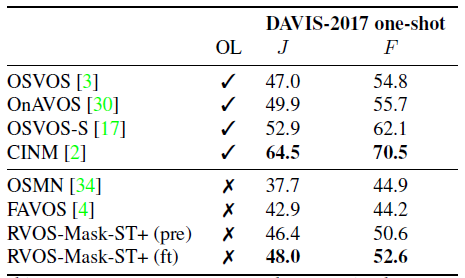 DAVIS-2017 one-shot
OL J F
OSVOS [3] ✓ 47.0 54.8
OnAVOS [30] ✓ 49.9 55.7
OSVOS-S [17] ✓ 52.9 62.1
CINM [2] ✓ 64.5 70.5
OSMN [34] ✗ 37.7 44.9
FAVOS [4] ✗ 42.9 44.2
RVOS-Mask-ST+ (pre) ✗ 46.4 50.6
RVOS-Mask-ST+ (ft) ✗ 48.0 52.6